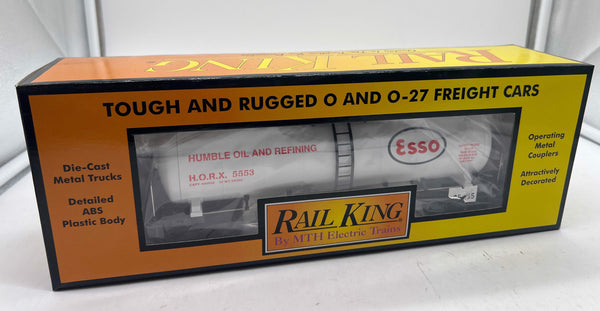 RAIL KING
TOUGH AND RUGGED O AND O-27 FREIGHT CARS
Die-Cast
Metal Trucks
Detailed
ABS
Plastic Body
HUMBLE OIL AND REFINING
H.O.R.X. 5553
Esso
Operating
Metal
Couplers
Attractively
Decorated
RAIL KING
By MTH Electric Trains